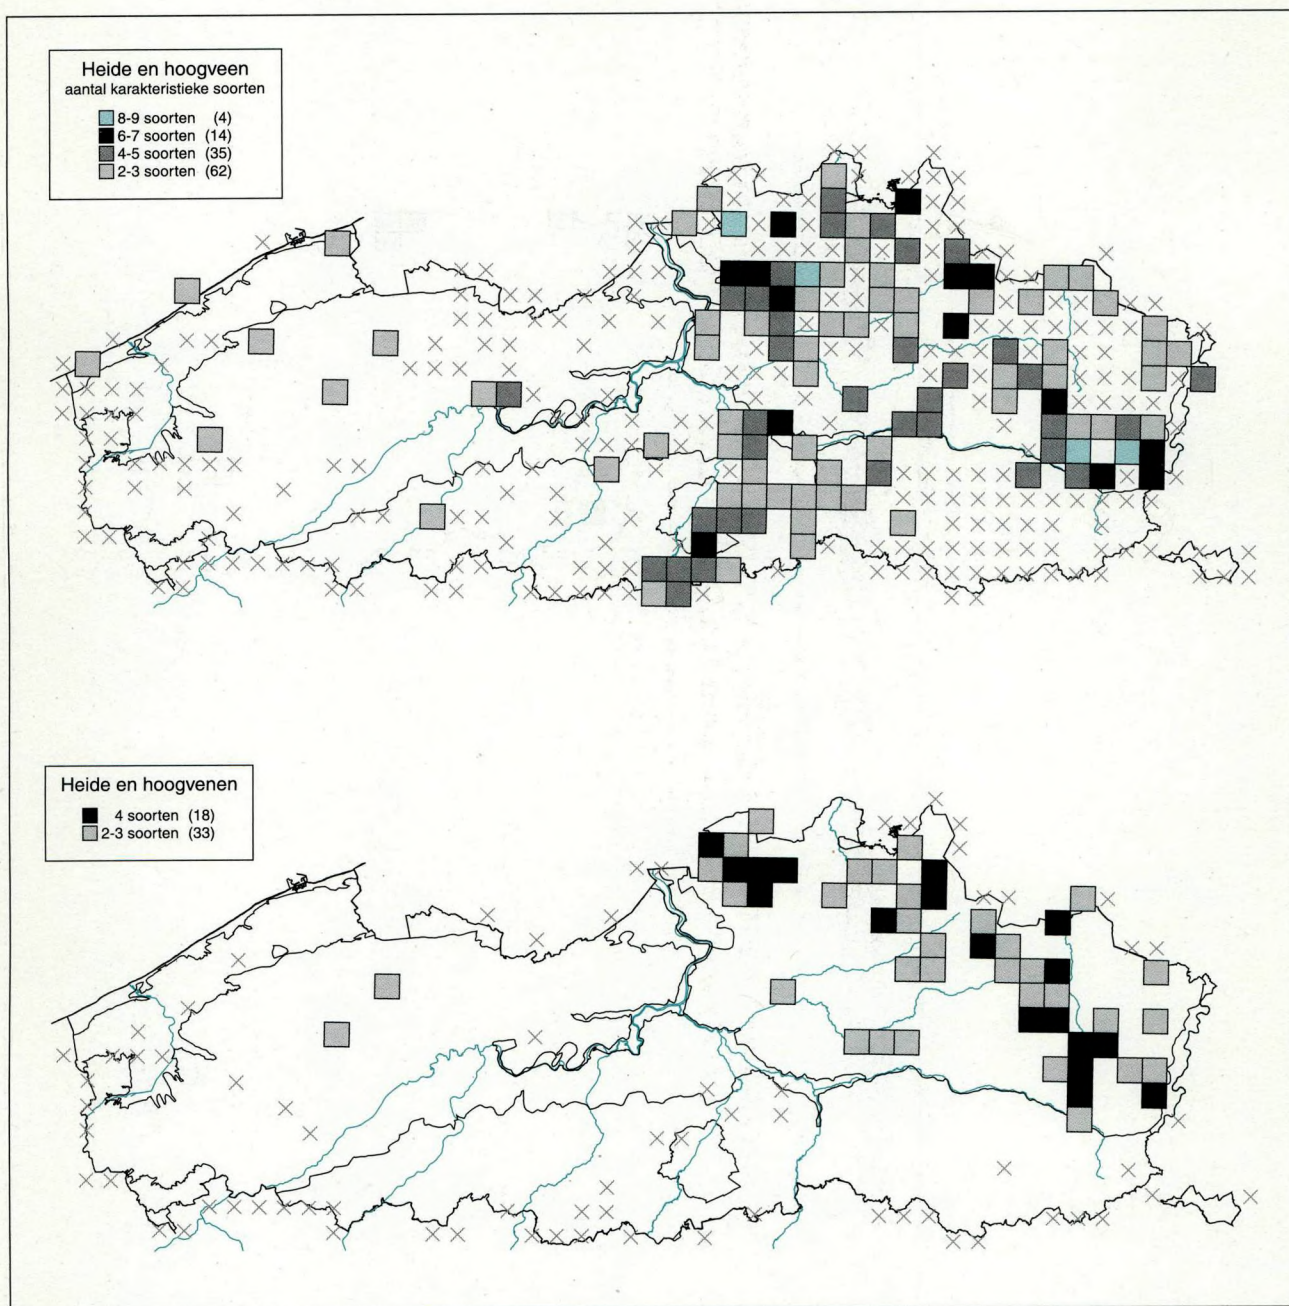 Heide en hoogveen
aantal karakteristieke soorten
8-9 soorten (4)
6-7 soorten (14)
4-5 soorten (35)
2-3 soorten (62)
Heide en hoogvenen
4 soorten (18)
2-3 soorten (33)